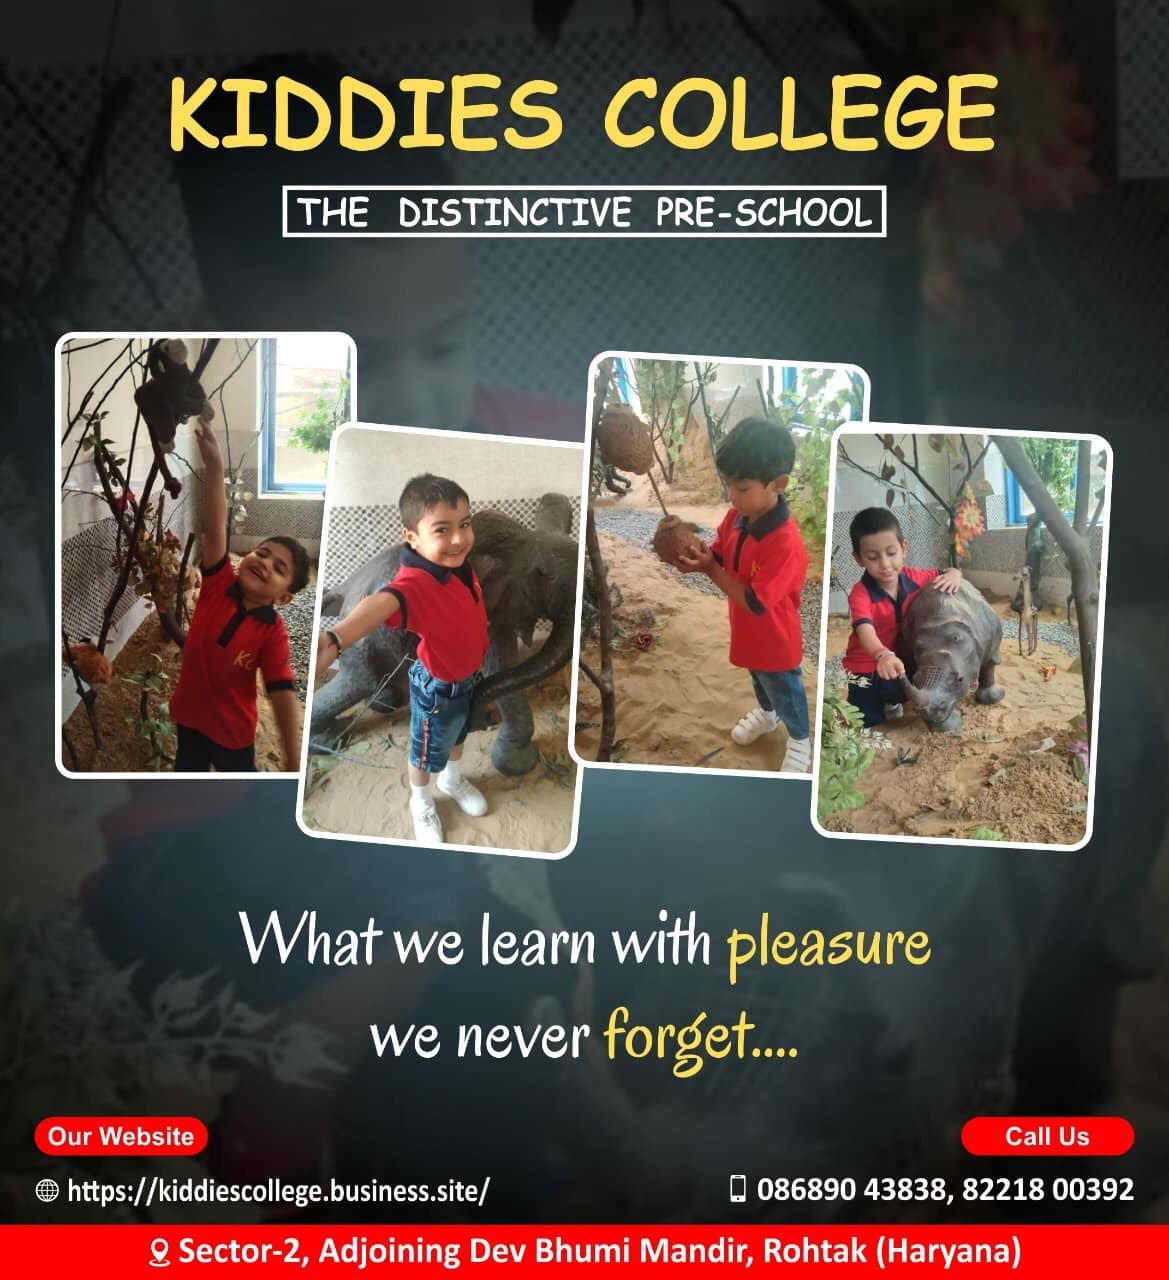 KIDDIES COLLEGE
THE DISTINCTIVE PRE-SCHOOL
KC
What we learn with pleasure
we never forget....
Our Website
Call Us
https://kiddiescollege.business.site/
086890 43838, 82218 00392
Sector-2, Adjoining Dev Bhumi Mandir, Rohtak (Haryana)